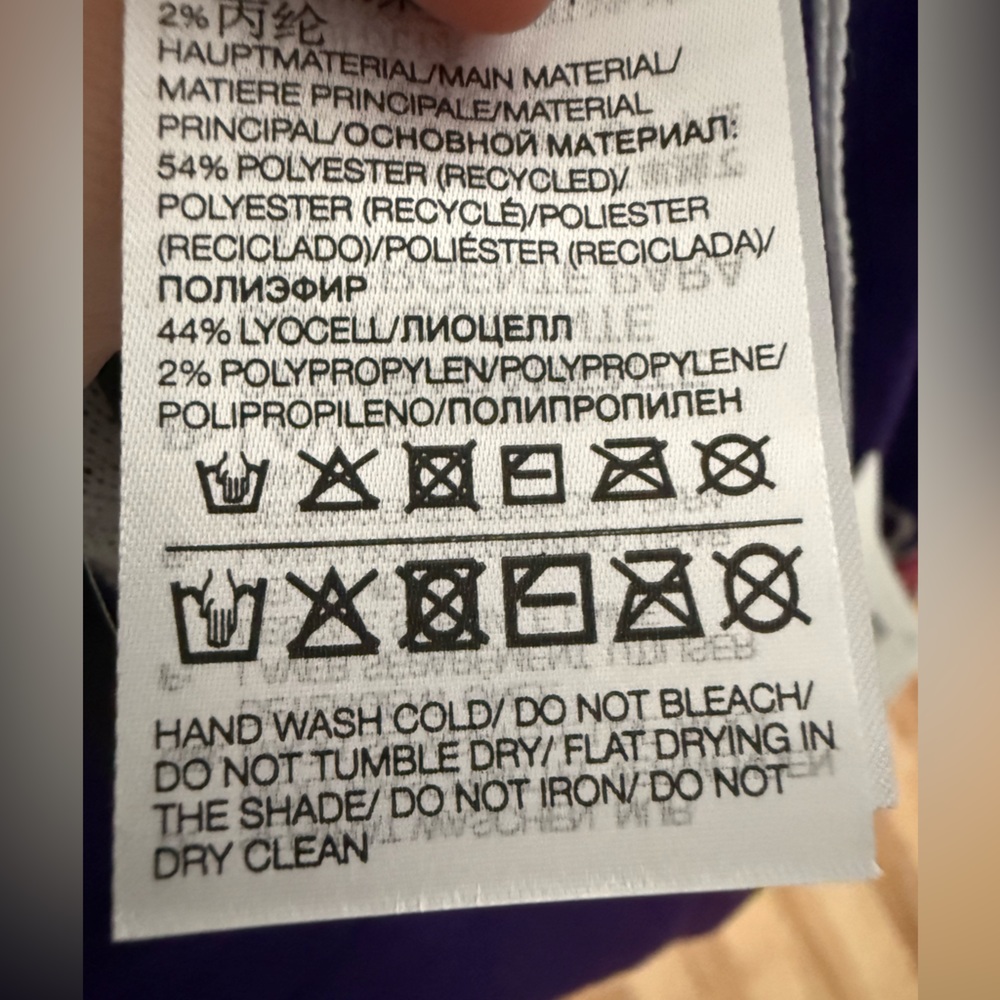 2% 丙纶
HAUPTMATERIAL/MAIN MATERIAL/
MATIERE PRINCIPALE/MATERIAL
PRINCIPAL/ОСНОВНОЙ МАТЕРИАЛ:
54% POLYESTER (RECYCLED)/
POLYESTER (RECYCLÉ)/POLIESTER
(RECICLADO)/POLIÉSTER (RECICLADA)/
ПОЛИЭФИР
44% LYOCELL/ЛИОЦЕЛЛ
2% POLYPROPYLEN/POLYPROPYLENE/
POLIPROPILENO/ПОЛИПРОПИЛЕН
HAND WASH COLD/ DO NOT BLEACH/
DO NOT TUMBLE DRY/ FLAT DRYING IN
THE SHADE/ DO NOT IRON/ DO NOT
DRY CLEAN